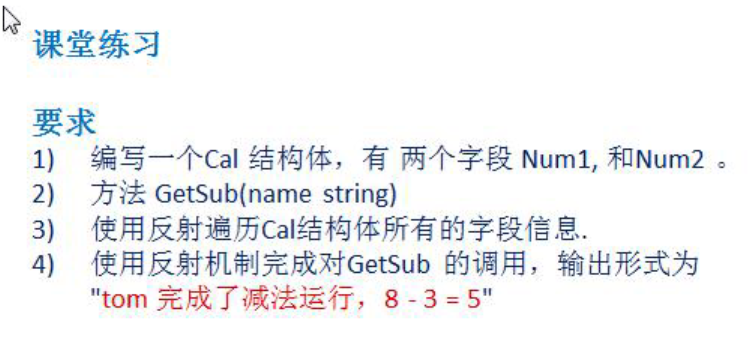 课堂练习
要求
1) 编写一个Cal 结构体，有 两个字段 Num1, 和Num2 。
2) 方法 GetSub(name string)
3) 使用反射遍历Cal结构体所有的字段信息.
4) 使用反射机制完成对GetSub 的调用，输出形式为
"tom 完成了减法运行，8 - 3 = 5"